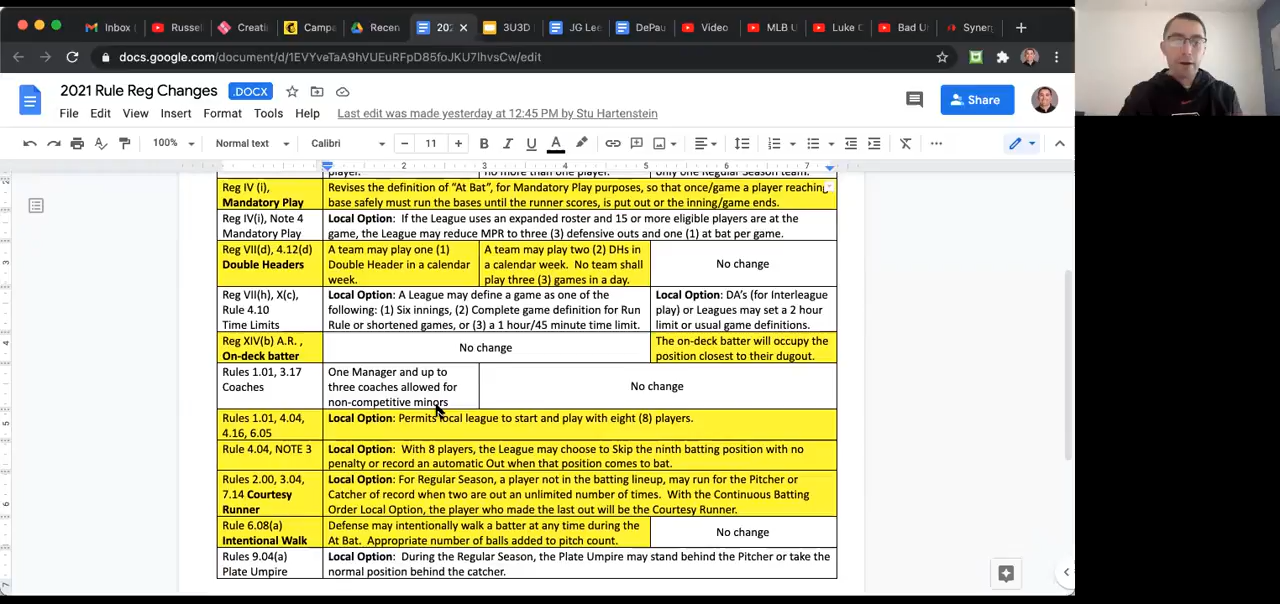 Inbox
Russe
Creati
Campa
Recen
202
3U3D
JG Lee
DePau
Video
MLB U
Luke C
Bad U
Syner
docs.google.com/document/d/1EVYveTaA9hVUEuRFpD85foJKU7lhvsCw/edit
2021 Rule Reg Changes .DOCX
Share
File Edit View Insert Format Tools Help Last edit was made yesterday at 12:45 PM by Stu Hartenstein
100% Normal text Calibri 11 B I U A
2 3 4 5 6 7
player. no more than one player. only one Regular Season team.
Reg IV (i),
Mandatory Play
Revises the definition of “At Bat”, for Mandatory Play purposes, so that once/game a player reaching
base safely must run the bases until the runner scores, is put out or the inning/game ends.
Reg IV(i), Note 4
Mandatory Play
Local Option: If the League uses an expanded roster and 15 or more eligible players are at the
game, the League may reduce MPR to three (3) defensive outs and one (1) at bat per game.
Reg VII(d), 4.12(d)
Double Headers
A team may play one (1)
Double Header in a calendar
week.
A team may play two (2) DHs in
a calendar week. No team shall
play three (3) games in a day.
No change
Reg VII(h), X(c),
Rule 4.10
Time Limits
Local Option: A League may define a game as one of the
following: (1) Six innings, (2) Complete game definition for Run
Rule or shortened games, or (3) a 1 hour/45 minute time limit.
Local Option: DA’s (for Interleague
play) or Leagues may set a 2 hour
limit or usual game definitions.
Reg XIV(b) A.R. ,
On-deck batter
No change
The on-deck batter will occupy the
position closest to their dugout.
Rules 1.01, 3.17
Coaches
One Manager and up to
three coaches allowed for
non-competitive minors
No change
Rules 1.01, 4.04,
4.16, 6.05
Local Option: Permits local league to start and play with eight (8) players.
Rule 4.04, NOTE 3
Local Option: With 8 players, the League may choose to Skip the ninth batting position with no
penalty or record an automatic Out when that position comes to bat.
Rules 2.00, 3.04,
7.14 Courtesy
Runner
Local Option: For Regular Season, a player not in the batting lineup, may run for the Pitcher or
Catcher of record when two are out an unlimited number of times. With the Continuous Batting
Order Local Option, the player who made the last out will be the Courtesy Runner.
Rule 6.08(a)
Intentional Walk
Defense may intentionally walk a batter at any time during the
At Bat. Appropriate number of balls added to pitch count.
No change
Rules 9.04(a)
Plate Umpire
Local Option: During the Regular Season, the Plate Umpire may stand behind the Pitcher or take the
normal position behind the catcher.